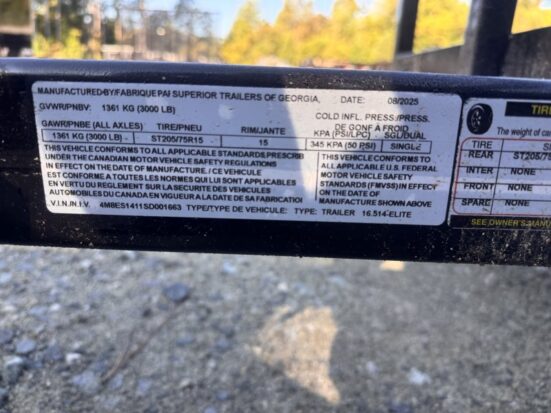 MANUFACTURED BY/FABRIQUE PAI SUPERIOR TRAILERS OF GEORGIA, DATE: 08/2025
GVWR/PNBV: 1361 KG (3000 LB)
COLD INFL. PRESS./PRESS.
DE GONF A FROID
GAWR/PNBE (ALL AXLES) TIRE/PNEU RIM/JANTE KPA (PSI/LPC) SGL/DUAL
1361 KG (3000 LB) - ST205/75R15 - 15 345 KPA (50 PSI) SINGLE
THIS VEHICLE CONFORMS TO ALL APPLICABLE STANDARDS PRESCRIB
UNDER THE CANADIAN MOTOR VEHICLE SAFETY REGULATIONS
IN EFFECT ON THE DATE OF MANUFACTURE. / CE VEHICULE
EST CONFORME A TOUTES LES NORMES QUI LUI SONT APPLICABLES
EN VERTU DU REGLEMENT SUR LA SECURITE DES VEHICULES
AUTOMOBILES DU CANADA EN VIGUEUR A LA DATE DE SA FABRICATION
THIS VEHICLE CONFORMS TO
ALL APPLICABLE U.S. FEDERAL
MOTOR VEHICLE SAFETY
STANDARDS (FMVSS) IN EFFECT
ON THE DATE OF
MANUFACTURE SHOWN ABOVE
V.I.N./N.I.V. 4M8ES1411SD001663 TYPE/TYPE DE VEHICULE: TYPE: TRAILER 16.514-ELITE
TIRE
The weight of ca
TIRE SI
REAR ST205/75
INTER NONE
FRONT NONE
SPARE NONE
SEE OWNER'S MANU